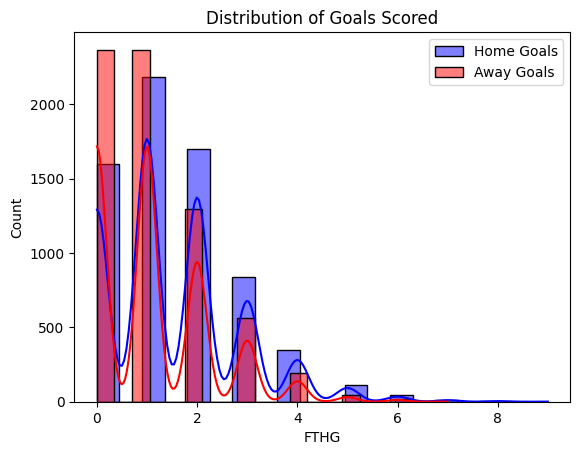 Distribution of Goals Scored
Home Goals
Away Goals
Count
2000
1500
1000
500
0
0 2 4 6 8
FTHG